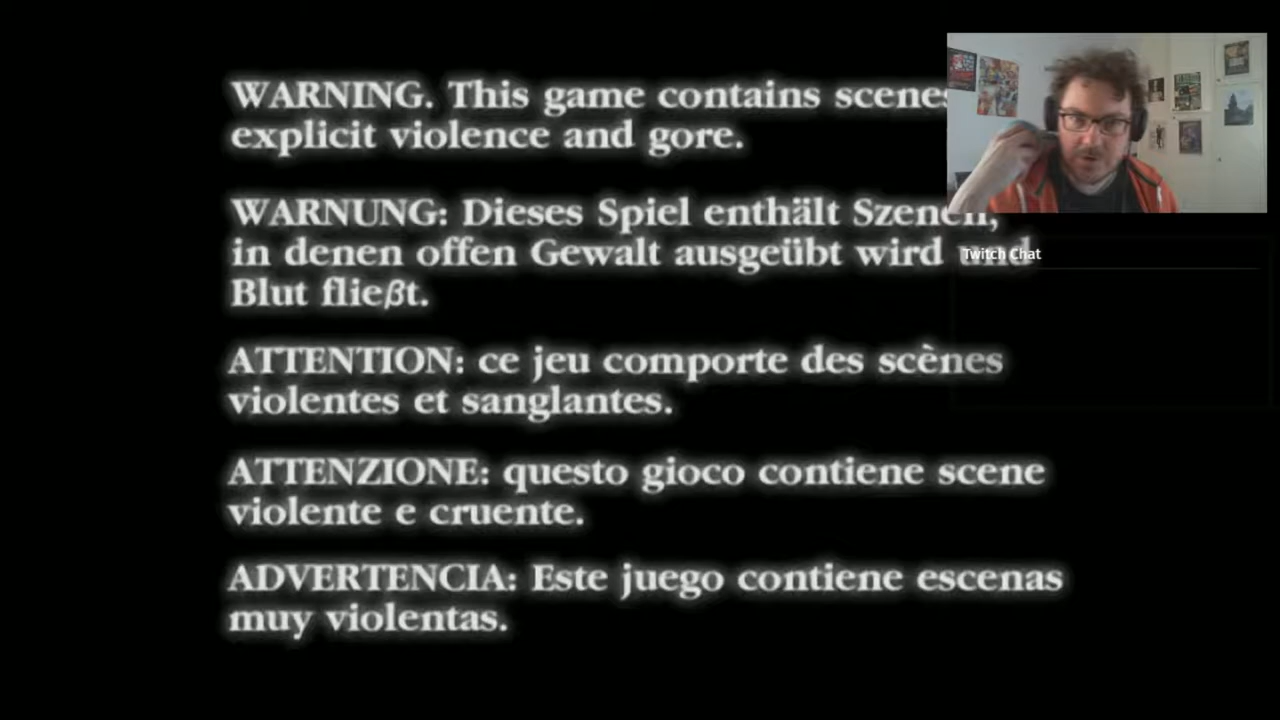 WARNING. This game contains scenes
explicit violence and gore.
WARNUNG: Dieses Spiel enthält Szenen,
in denen offen Gewalt ausgeübt wird und
Blut fließt.
ATTENTION: ce jeu comporte des scènes
violentes et sanglantes.
ATTENZIONE: questo gioco contiene scene
violente e cruente.
ADVERTENCIA: Este juego contiene escenas
muy violentas.
Twitch Chat